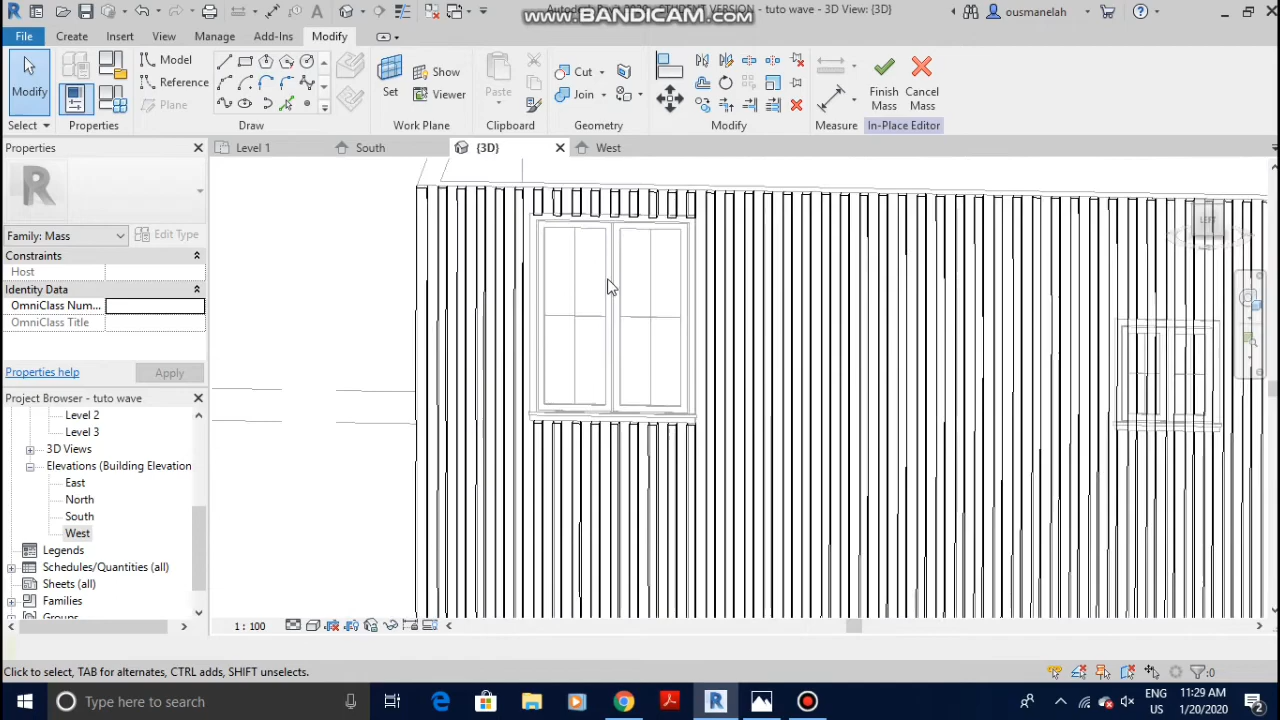 www.BANDICAM.com
VERSION - tuto wave - 3D View: {3D}
ousmanelah
File Create Insert View Manage Add-Ins Modify
Modify
Model
Reference
Plane
Set
Show
Viewer
Paste
Cut
Join
Finish Mass
Cancel Mass
Select Properties Draw Work Plane Clipboard Geometry Modify Measure In-Place Editor
Properties
Level 1
South
{3D}
West
R
Family: Mass
Edit Type
Constraints
Host
Identity Data
OmniClass Num...
OmniClass Title
Properties help
Apply
LEFT
Project Browser - tuto wave
Level 2
Level 3
3D Views
Elevations (Building Elevation
East
North
South
West
Legends
Schedules/Quantities (all)
Sheets (all)
Families
Groups
1 : 100
Click to select, TAB for alternates, CTRL adds, SHIFT unselects.
:0
Type here to search
ENG
US
11:29 AM
1/20/2020
2